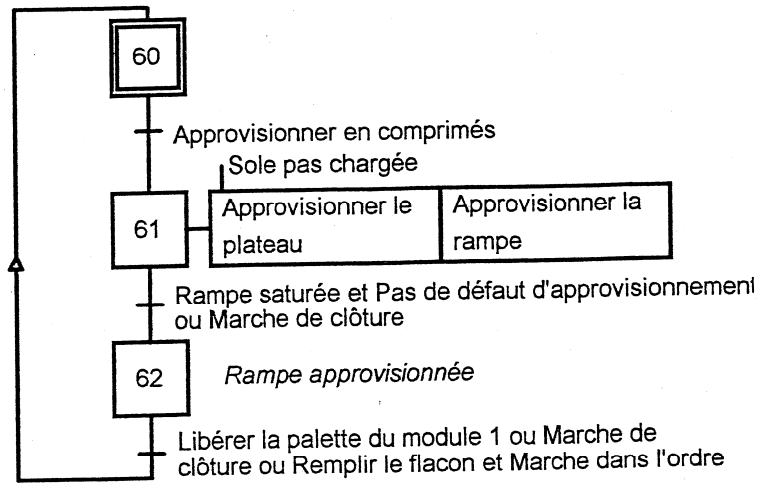 60
Approvisionner en comprimés
Sole pas chargée
61
Approvisionner le
plateau
Approvisionner la
rampe
Rampe saturée et Pas de défaut d'approvisionnement
ou Marche de clôture
62
Rampe approvisionnée
Libérer la palette du module 1 ou Marche de
clôture ou Remplir le flacon et Marche dans l'ordre